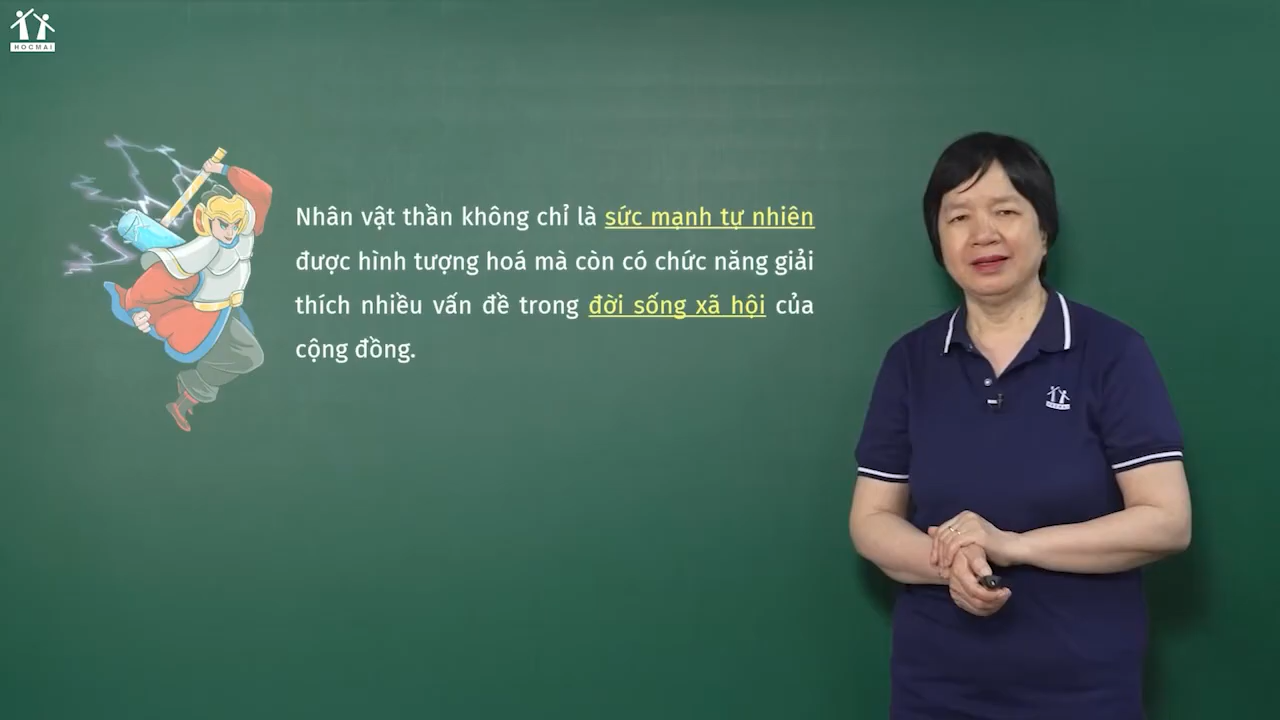 HOCMAI
Nhân vật thần không chỉ là sức mạnh tự nhiên
được hình tượng hoá mà còn có chức năng giải
thích nhiều vấn đề trong đời sống xã hội của
cộng đồng.
HOCMAI